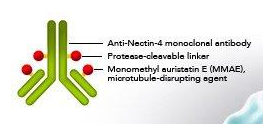 Anti-Nectin-4 monoclonal antibody
Protease-cleavable linker
Monomethyl auristatin E (MMAE),
microtubule-disrupting agent